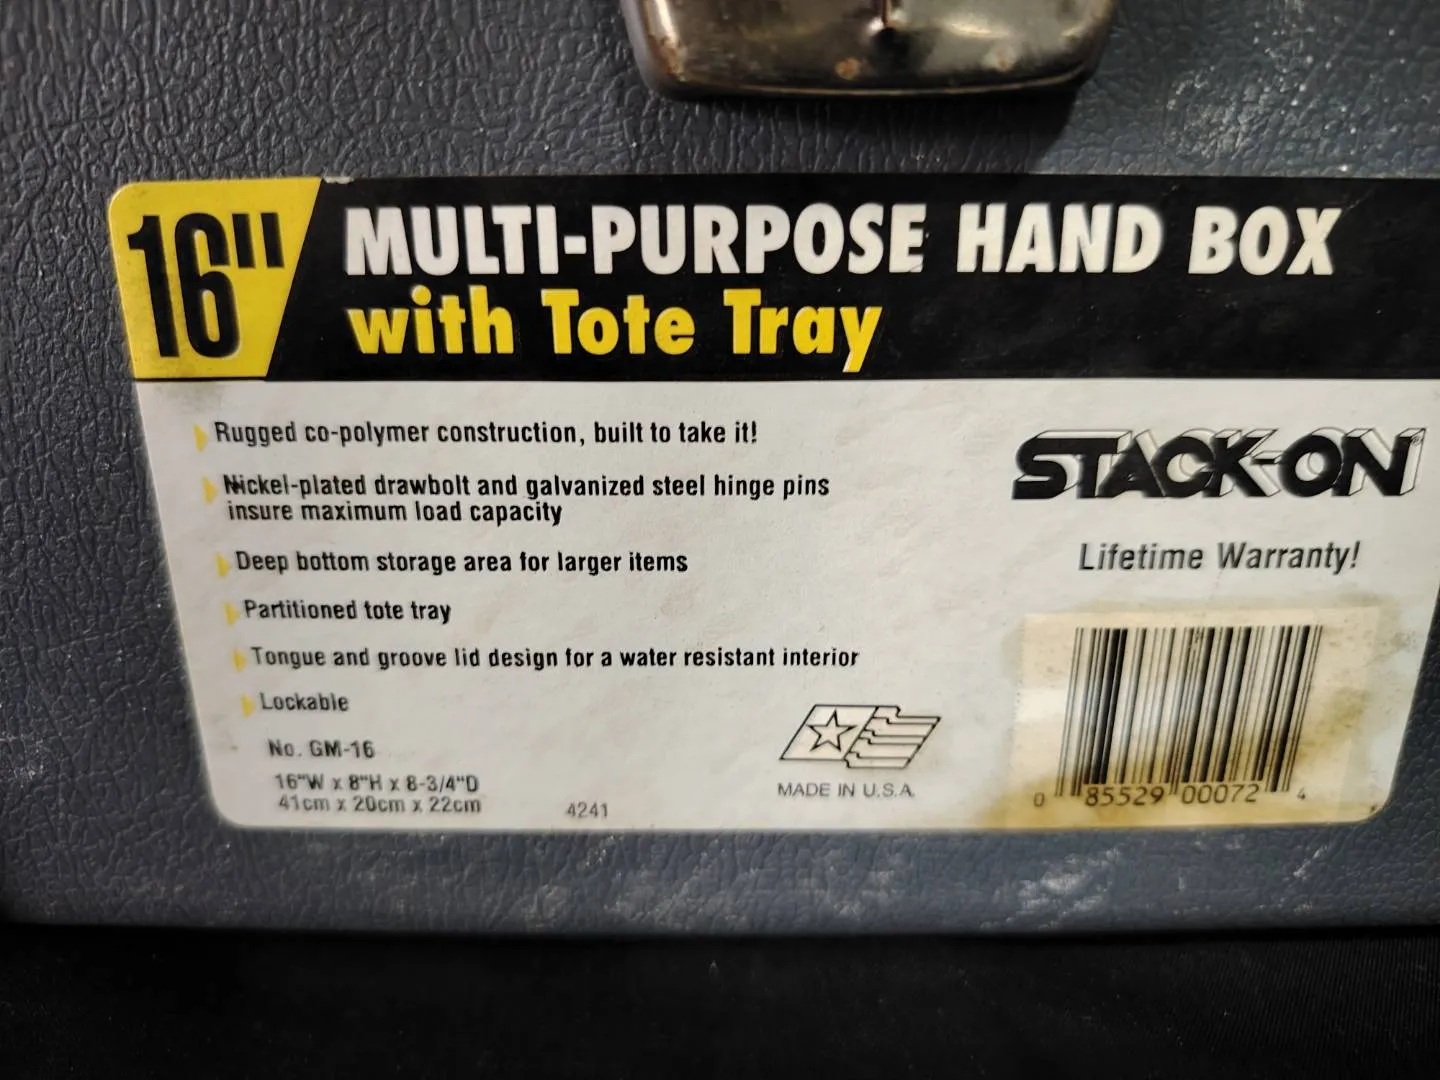 16"
MULTI-PURPOSE HAND BOX
with Tote Tray
Rugged co-polymer construction, built to take it!
Nickel-plated drawbolt and galvanized steel hinge pins
insure maximum load capacity
Deep bottom storage area for larger items
Partitioned tote tray
Tongue and groove lid design for a water resistant interior
Lockable
No. GM-16
16"W x 8"H x 8-3/4"D
41cm x 20cm x 22cm
4241
MADE IN U.S.A.
STACK-ON®
Lifetime Warranty!
0 85529 00072 4